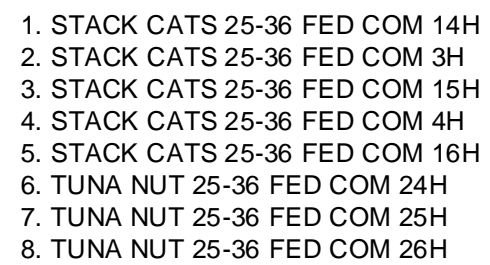 1. STACK CATS 25-36 FED COM 14H
2. STACK CATS 25-36 FED COM 3H
3. STACK CATS 25-36 FED COM 15H
4. STACK CATS 25-36 FED COM 4H
5. STACK CATS 25-36 FED COM 16H
6. TUNA NUT 25-36 FED COM 24H
7. TUNA NUT 25-36 FED COM 25H
8. TUNA NUT 25-36 FED COM 26H